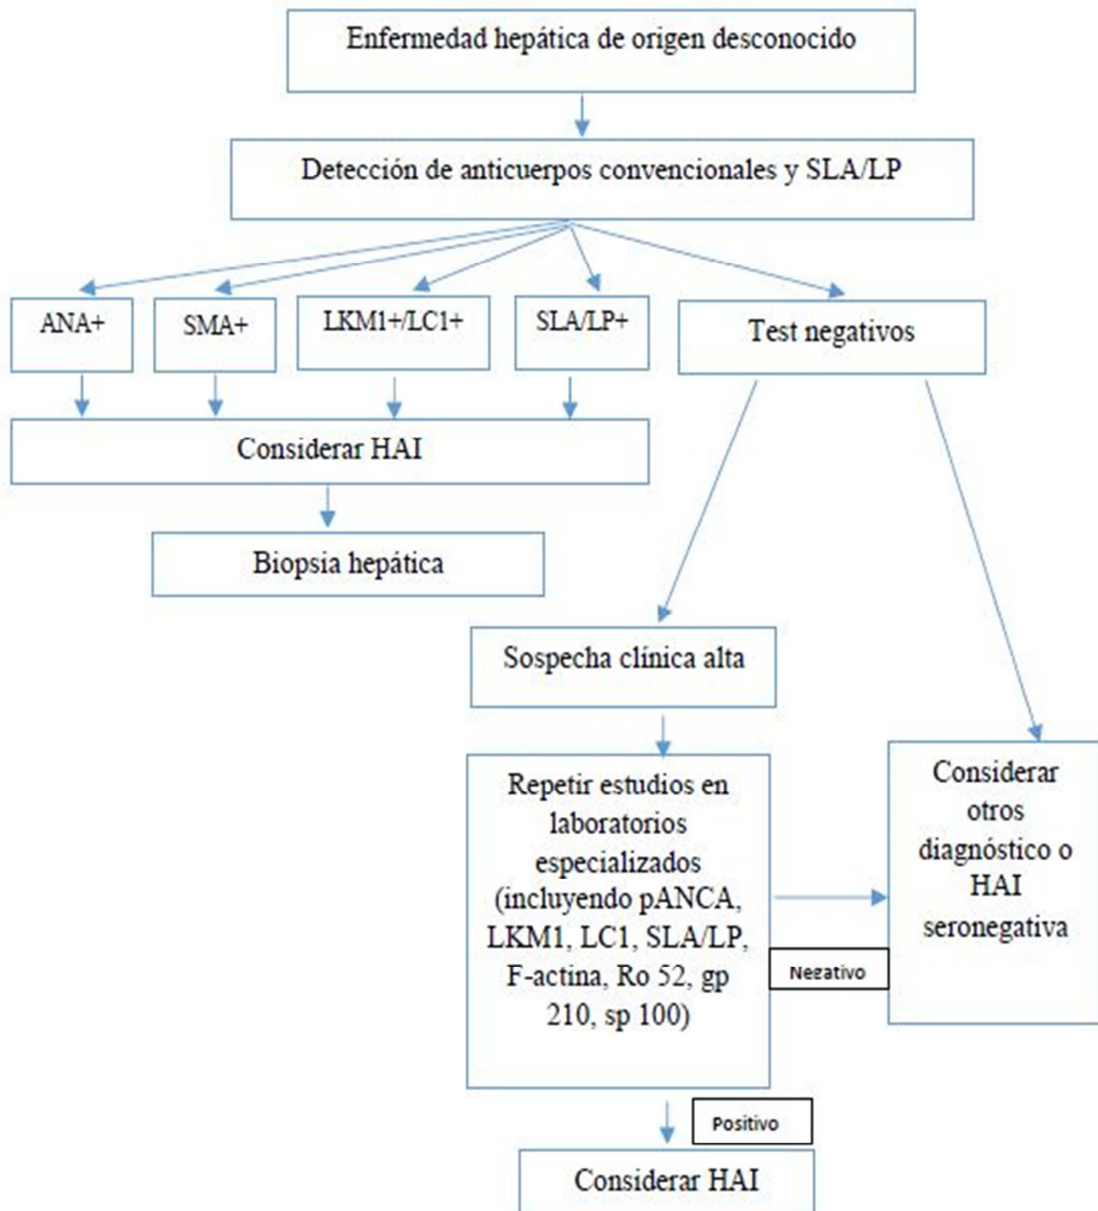 Enfermedad hepática de origen desconocido
Detección de anticuerpos convencionales y SLA/LP
ANA+
SMA+
LKM1+/LC1+
SLA/LP+
Test negativos
Considerar HAI
Biopsia hepática
Sospecha clínica alta
Repetir estudios en
laboratorios
especializados
(incluyendo pANCA,
LKM1, LC1, SLA/LP,
F-actina, Ro 52, gp
210, sp 100)
Considerar
otros
diagnóstico o
HAI
seronegativa
Negativo
Positivo
Considerar HAI